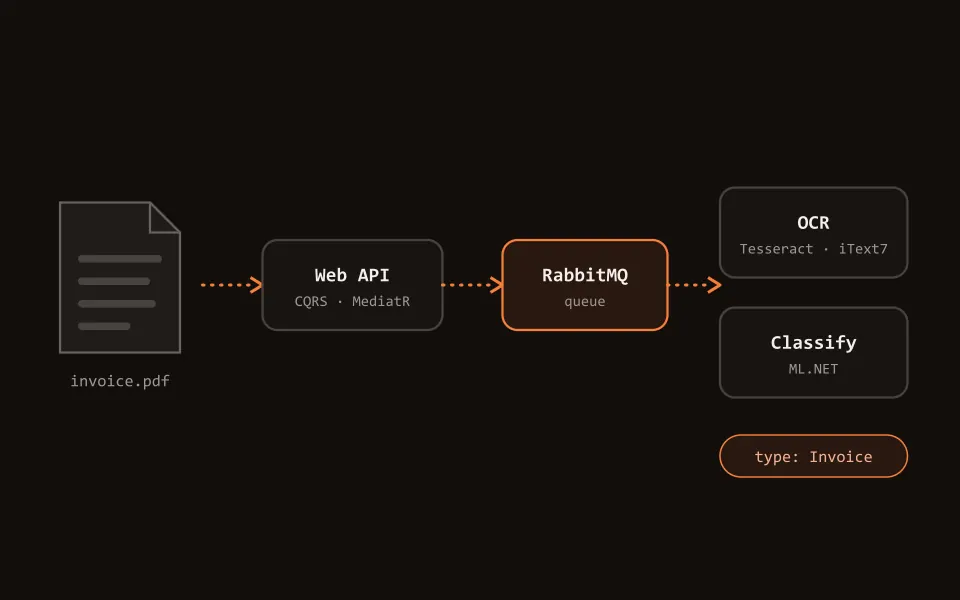 invoice.pdf
Web API
CQRS · MediatR
RabbitMQ
queue
OCR
Tesseract · iText7
Classify
ML.NET
type: Invoice